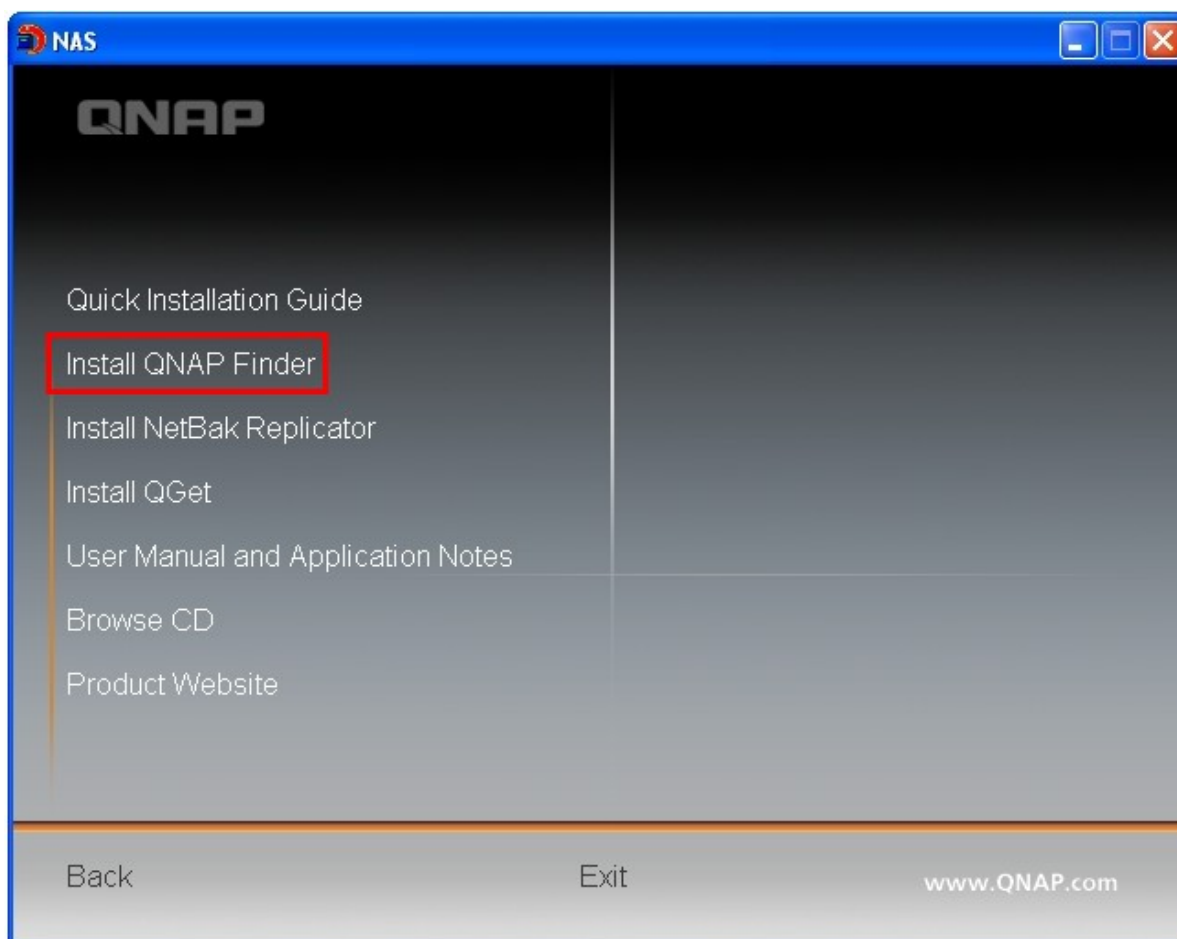 NAS
QNAP
Quick Installation Guide
Install QNAP Finder
Install NetBak Replicator
Install QGet
User Manual and Application Notes
Browse CD
Product Website
Back
Exit
www.QNAP.com